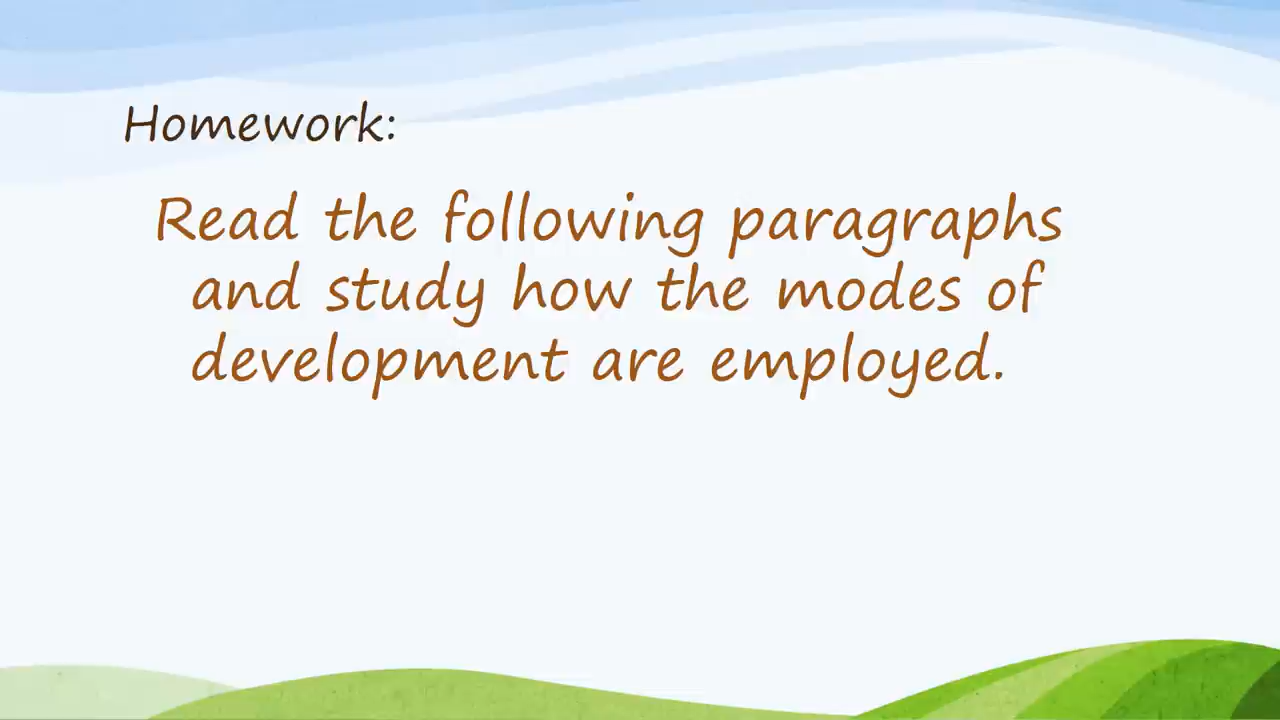 Homework:
Read the following paragraphs
and study how the modes of
development are employed.